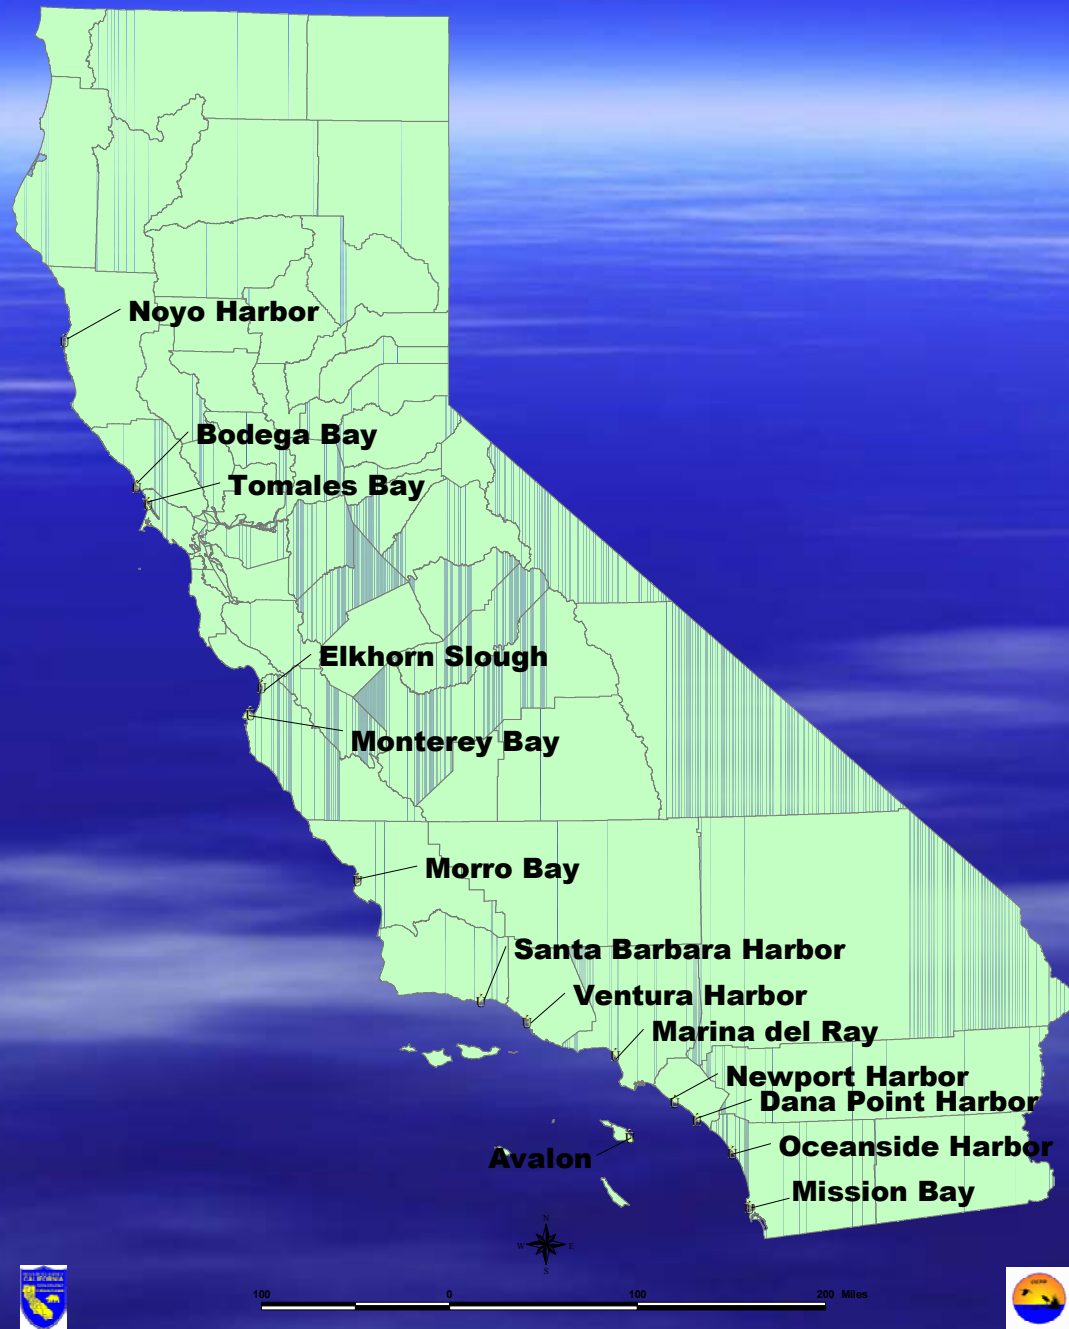 Noyo Harbor
Bodega Bay
Tomales Bay
Elkhorn Slough
Monterey Bay
Morro Bay
Santa Barbara Harbor
Ventura Harbor
Marina del Ray
Newport Harbor
Dana Point Harbor
Avalon
Oceanside Harbor
Mission Bay
N
W E
S
CALIFORNIA
100 0 100 200 Miles